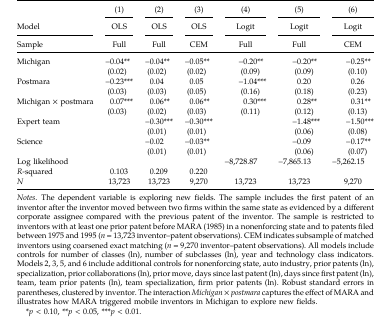 (1) (2) (3) (4) (5) (6)
Model OLS OLS OLS Logit Logit Logit
Sample Full Full CEM Full Full CEM
Michigan −0.04** −0.04** −0.05** −0.20** −0.20** −0.25**
(0.02) (0.02) (0.02) (0.09) (0.09) (0.10)
Postmara −0.23*** 0.04 0.05 −1.04*** 0.20 0.26
(0.03) (0.03) (0.05) (0.16) (0.18) (0.23)
Michigan × postmara 0.07*** 0.06** 0.06** 0.30*** 0.28** 0.31**
(0.03) (0.02) (0.03) (0.11) (0.12) (0.13)
Expert team −0.30*** −0.30*** −1.48*** −1.50***
(0.01) (0.01) (0.06) (0.08)
Science −0.02 −0.03** −0.09 −0.17**
(0.01) (0.01) (0.06) (0.07)
Log likelihood −8,728.87 −7,865.13 −5,262.15
R-squared 0.103 0.209 0.220
N 13,723 13,723 9,270 13,723 13,723 9,270
Notes. The dependent variable is exploring new fields. The sample includes the first patent of an
inventor after the inventor moved between two firms within the same state as evidenced by a different
corporate assignee compared with the previous patent of the inventor. The sample is restricted to
inventors with at least one prior patent before MARA (1985) in a nonenforcing state and to patents filed
between 1975 and 1995 (n = 13,723 inventor–patent observations). CEM indicates subsample of matched
inventors using coarsened exact matching (n = 9,270 inventor–patent observations). All models include
controls for number of classes (ln), number of subclasses (ln), year and technology class indicators.
Models 2, 3, 5, and 6 include additional controls for nonenforcing state, auto industry, prior patents (ln),
specialization, prior collaborations (ln), prior move, days since last patent (ln), days since first patent (ln),
team, team prior patents (ln), team specialization, firm prior patents (ln). Robust standard errors in
parentheses, clustered by inventor. The interaction Michigan × postmara captures the effect of MARA and
illustrates how MARA triggered mobile inventors in Michigan to explore new fields.
*p < 0.10, **p < 0.05, ***p < 0.01.